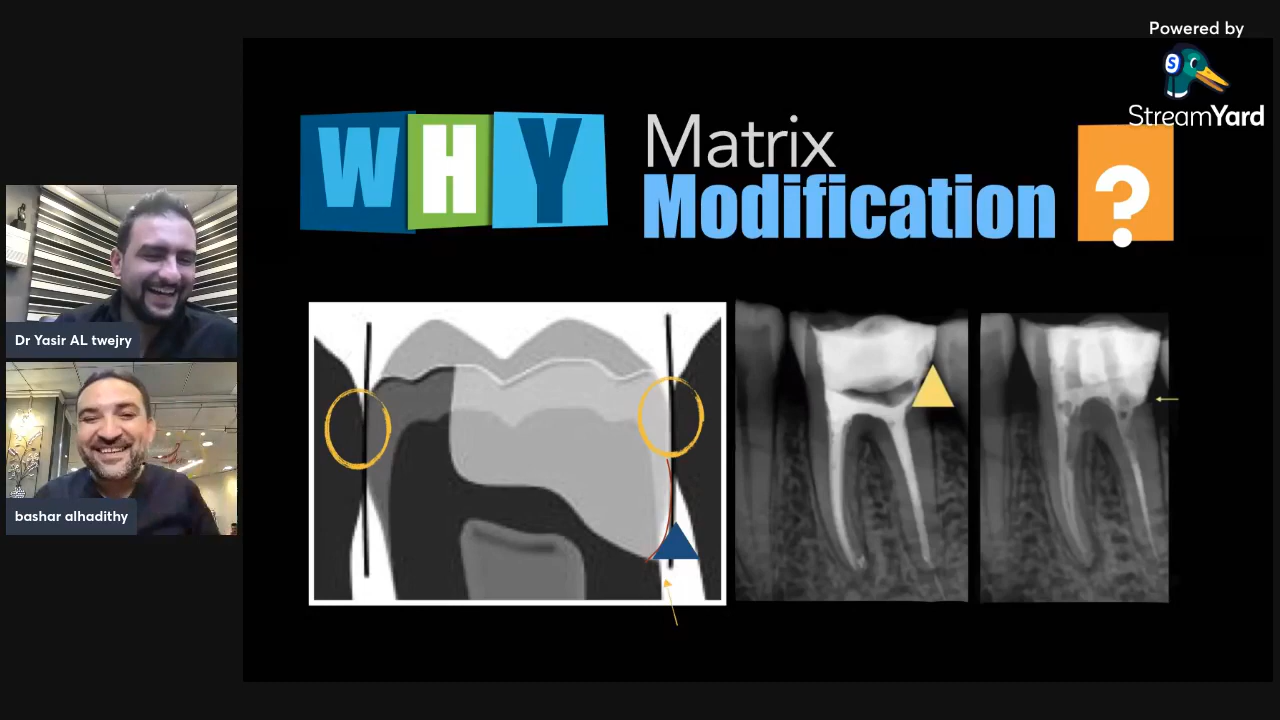 Powered by
S
StreamYard
WHY
Matrix
Modification
?
Dr Yasir AL twejry
bashar alhadithy